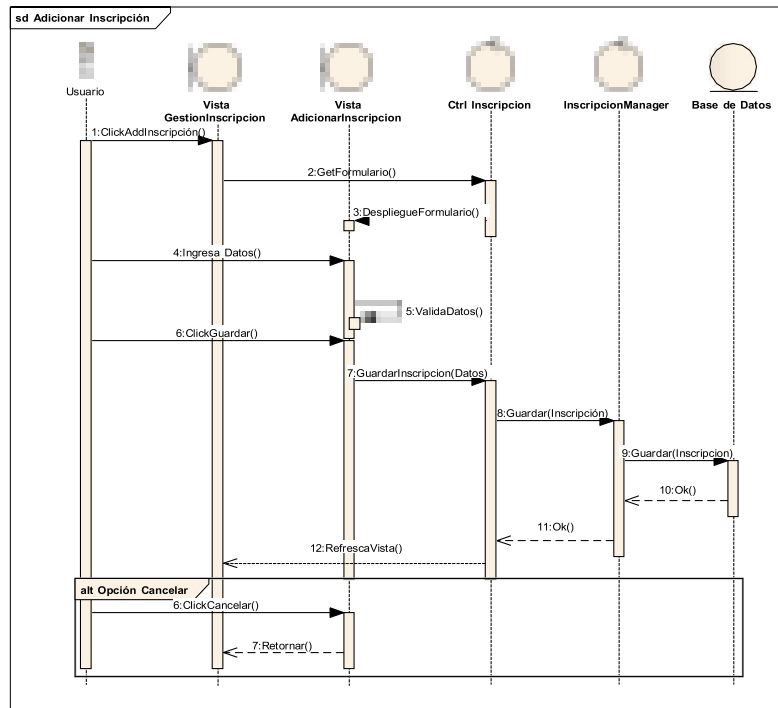 sd Adicionar Inscripción
Usuario
Vista
GestionInscripcion
Vista
AdicionarInscripcion
Ctrl Inscripcion
InscripcionManager
Base de Datos
1:ClickAddInscripción()
2:GetFormulario()
3:DespliegueFormulario()
4:Ingresa Datos()
5:ValidaDatos()
6:ClickGuardar()
7:GuardarInscripcion(Datos)
8:Guardar(Inscripción)
9:Guardar(Inscripcion)
10:Ok()
11:Ok()
12:RefrescaVista()
alt Opción Cancelar
6:ClickCancelar()
7:Retornar()